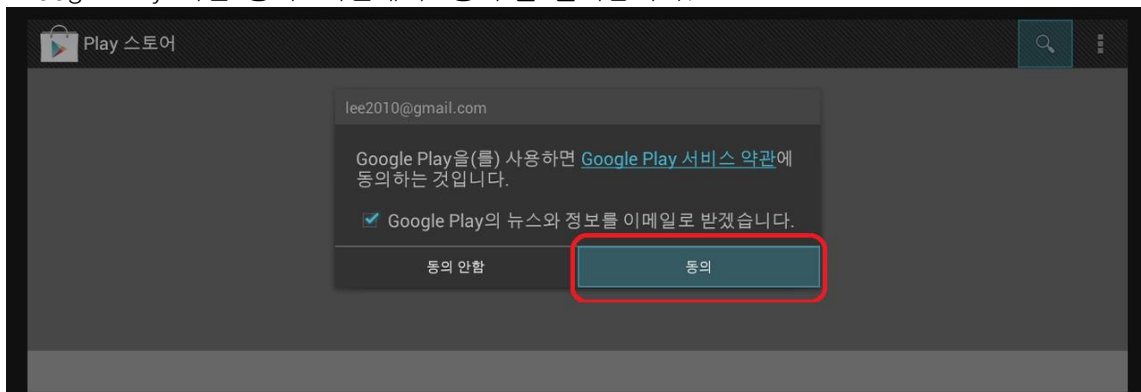 Play 스토어
lee2010@gmail.com
Google Play을(를) 사용하면 Google Play 서비스 약관에
동의하는 것입니다.
Google Play의 뉴스와 정보를 이메일로 받겠습니다.
동의 안함
동의